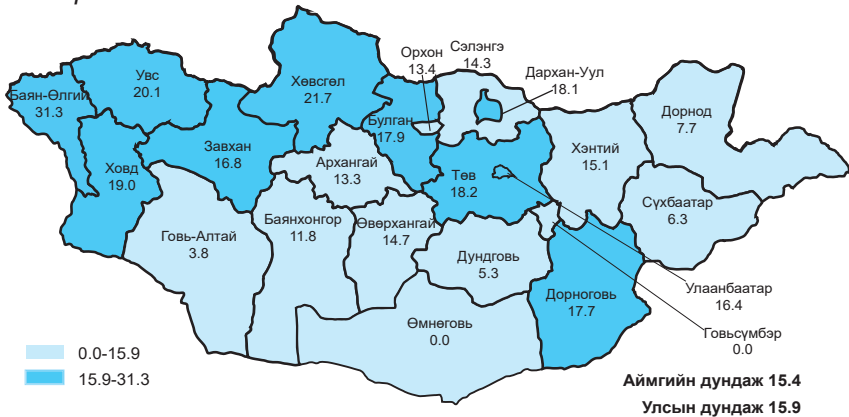 Орхон
13.4
Сэлэнгэ
14.3
Дархан-Уул
18.1
Увс
20.1
Хөвсгөл
21.7
Баян-Өлгий
31.3
Булган
17.9
Дорнод
7.7
Завхан
16.8
Хэнтий
15.1
Архангай
13.3
Ховд
19.0
Төв
18.2
Сүхбаатар
6.3
Говь-Алтай
3.8
Баянхонгор
11.8
Өвөрхангай
14.7
Дундговь
5.3
Улаанбаатар
16.4
Дорноговь
17.7
Өмнөговь
0.0
Говьсүмбэр
0.0
0.0-15.9
15.9-31.3
Аймгийн дундаж 15.4
Улсын дундаж 15.9